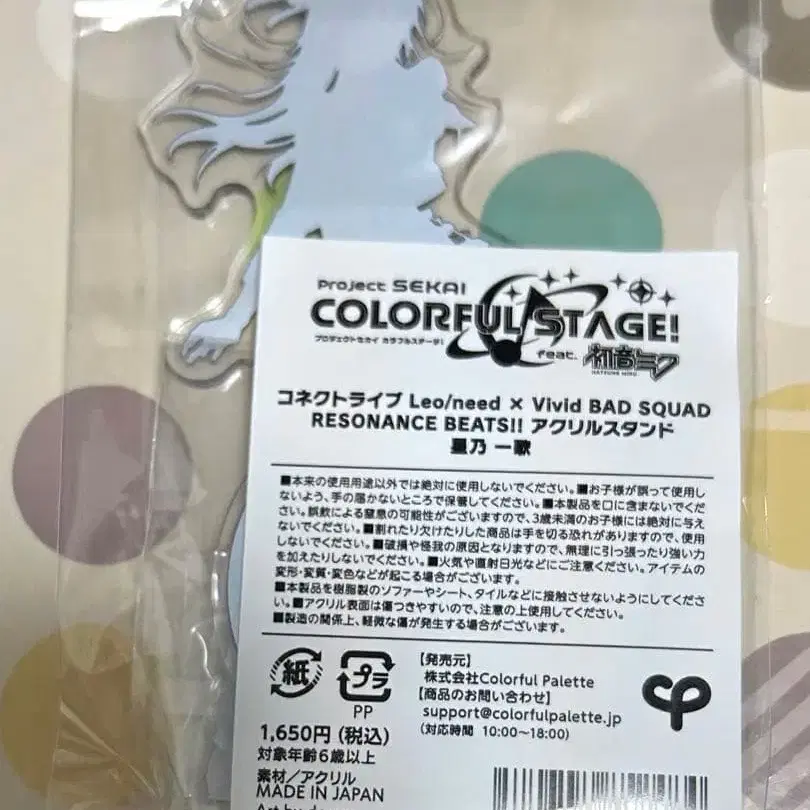 Project SEKAI
COLORFUL STAGE!
プロジェクトセカイ カラフルステージ!
feat. 初音ミク
HATSUNE MIKU
コネクトライブ Leo/need × Vivid BAD SQUAD
RESONANCE BEATS!! アクリルスタンド
星乃 一歌
■本来の使用用途以外では絶対に使用しないでください。■お子様が誤って使用し
ないよう、手の届かないところで保管してください。■本製品を口に含まないでくだ
さい。誤飲による窒息の可能性がございますので、3歳未満のお子様には絶対に与え
ないでください。■割れたり欠けたりした商品は手を切る恐れがありますので、使用
しないでください。■破損や怪我の原因となりますので、無理に引っ張ったり強い力
を加えたりしないでください。■火気や直射日光などにご注意ください。アイテムの
変形・変質・変色などが起こる場合がございます。
■本製品を樹脂製のソファーやシート、タイルなどに接触させないようにしてくださ
い。■アクリル表面は傷つきやすいので、注意の上使用してください。
■製造の関係上、軽微な傷が発生する場合がございます。
紙
プラ
PP
【発売元】
株式会社Colorful Palette
【商品のお問い合わせ】
support@colorfulpalette.jp
(対応時間 10:00~18:00)
1,650円(税込)
対象年齢6歳以上
素材/アクリル
MADE IN JAPAN
Art by